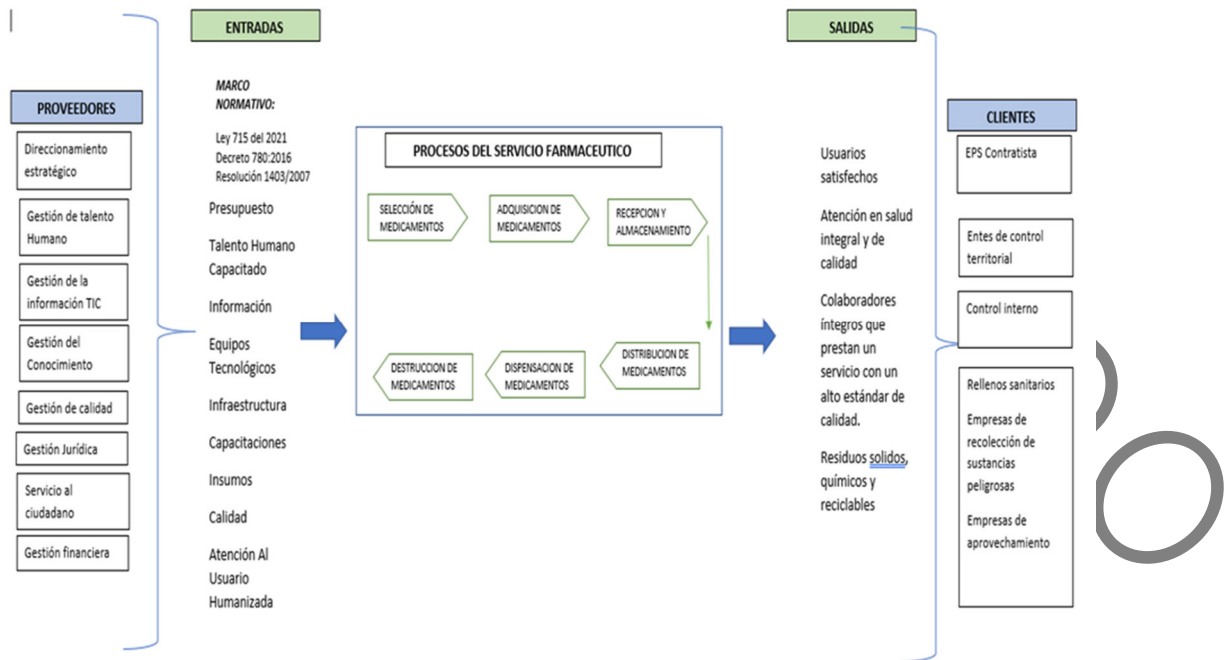 ENTRADAS
SALIDAS
PROVEEDORES
Direccionamiento
estratégico
Gestión de talento
Humano
Gestión de la
información TIC
Gestión del
Conocimiento
Gestión de calidad
Gestión Jurídica
Servicio al
ciudadano
Gestión financiera
MARCO
NORMATIVO:
Ley 715 del 2021
Decreto 780:2016
Resolución 1403/2007
Presupuesto
Talento Humano
Capacitado
Información
Equipos
Tecnológicos
Infraestructura
Capacitaciones
Insumos
Calidad
Atención Al
Usuario
Humanizada
PROCESOS DEL SERVICIO FARMACEUTICO
SELECCIÓN DE
MEDICAMENTOS
ADQUISICION DE
MEDICAMENTOS
RECEPCION Y
ALMACENAMIENTO
DISTRIBUCION DE
MEDICAMENTOS
DISPENSACION DE
MEDICAMENTOS
DESTRUCCION DE
MEDICAMENTOS
Usuarios
satisfechos
Atención en salud
integral y de
calidad
Colaboradores
íntegros que
prestan un
servicio con un
alto estándar de
calidad.
Residuos solidos,
químicos y
reciclables
CLIENTES
EPS Contratista
Entes de control
territorial
Control interno
Rellenos sanitarios
Empresas de
recolección de
sustancias
peligrosas
Empresas de
aprovechamiento